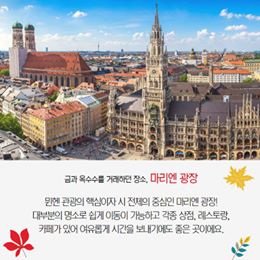 금과 옥수수를 거래하던 장소, 마리엔 광장
뮌헨 관광의 핵심이자 시 전체의 중심인 마리엔 광장!
대부분의 명소로 쉽게 이동이 가능하고 각종 상점, 레스토랑,
카페가 있어 여유롭게 시간을 보내기에도 좋은 곳이에요.